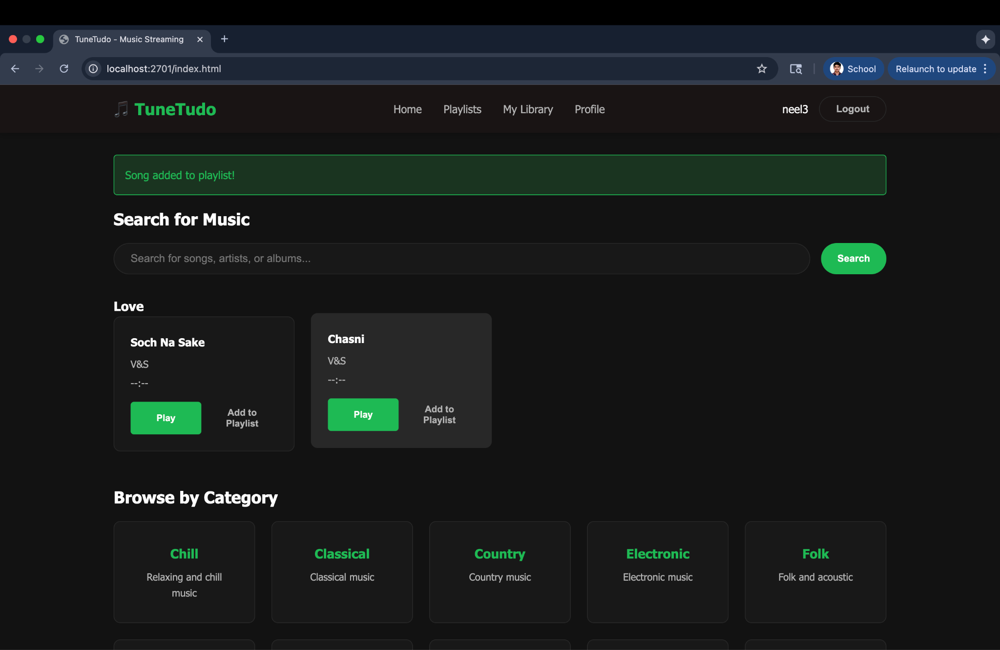 TuneTudo - Music Streaming
localhost:2701/index.html
School
Relaunch to update
TuneTudo
Home
Playlists
My Library
Profile
neel3
Logout
Song added to playlist!
Search for Music
Search for songs, artists, or albums...
Search
Love
Soch Na Sake
V&S
--:--
Play
Add to
Playlist
Chasni
V&S
--:--
Play
Add to
Playlist
Browse by Category
Chill
Relaxing and chill
music
Classical
Classical music
Country
Country music
Electronic
Electronic music
Folk
Folk and acoustic